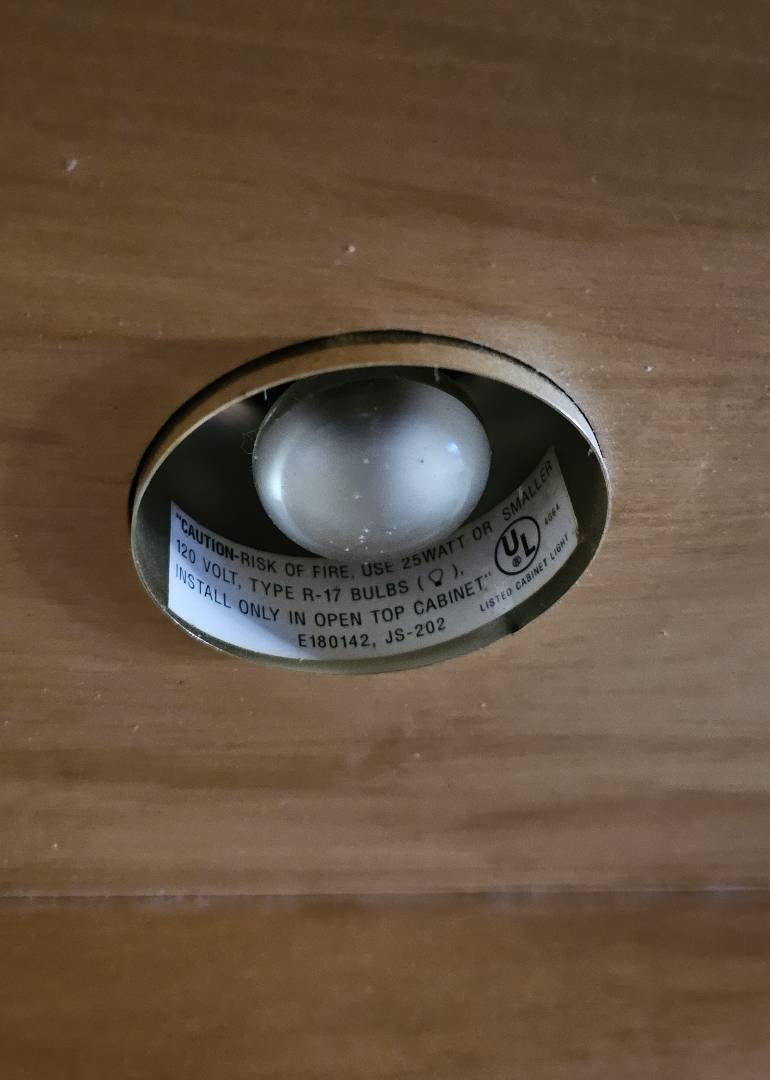 "CAUTION-RISK OF FIRE, USE 25WATT OR SMALLER
120 VOLT, TYPE R-17 BULBS ( ),
INSTALL ONLY IN OPEN TOP CABINET."
E180142, JS-202
UL
®
LISTED CABINET LIGHT